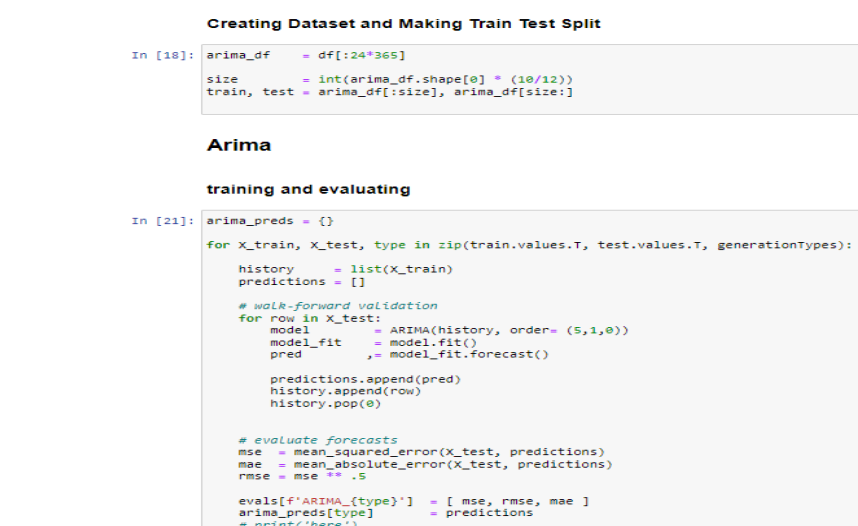 Creating Dataset and Making Train Test Split
In [18]: arima_df    = df[:24*365]
size        = int(arima_df.shape[0] * (10/12))
train, test = arima_df[:size], arima_df[size:]
Arima
training and evaluating
In [21]: arima_preds = {}
for X_train, X_test, type in zip(train.values.T, test.values.T, generationTypes):
    history     = list(X_train)
    predictions = []
    # walk-forward validation
    for row in X_test:
        model        = ARIMA(history, order= (5,1,0))
        model_fit    = model.fit()
        pred        ,= model_fit.forecast()
        predictions.append(pred)
        history.append(row)
        history.pop(0)
    # evaluate forecasts
    mse  = mean_squared_error(X_test, predictions)
    mae  = mean_absolute_error(X_test, predictions)
    rmse = mse ** .5
    evals[f'ARIMA_{type}']  = [ mse, rmse, mae ]
    arima_preds[type]       = predictions
    # print('here')